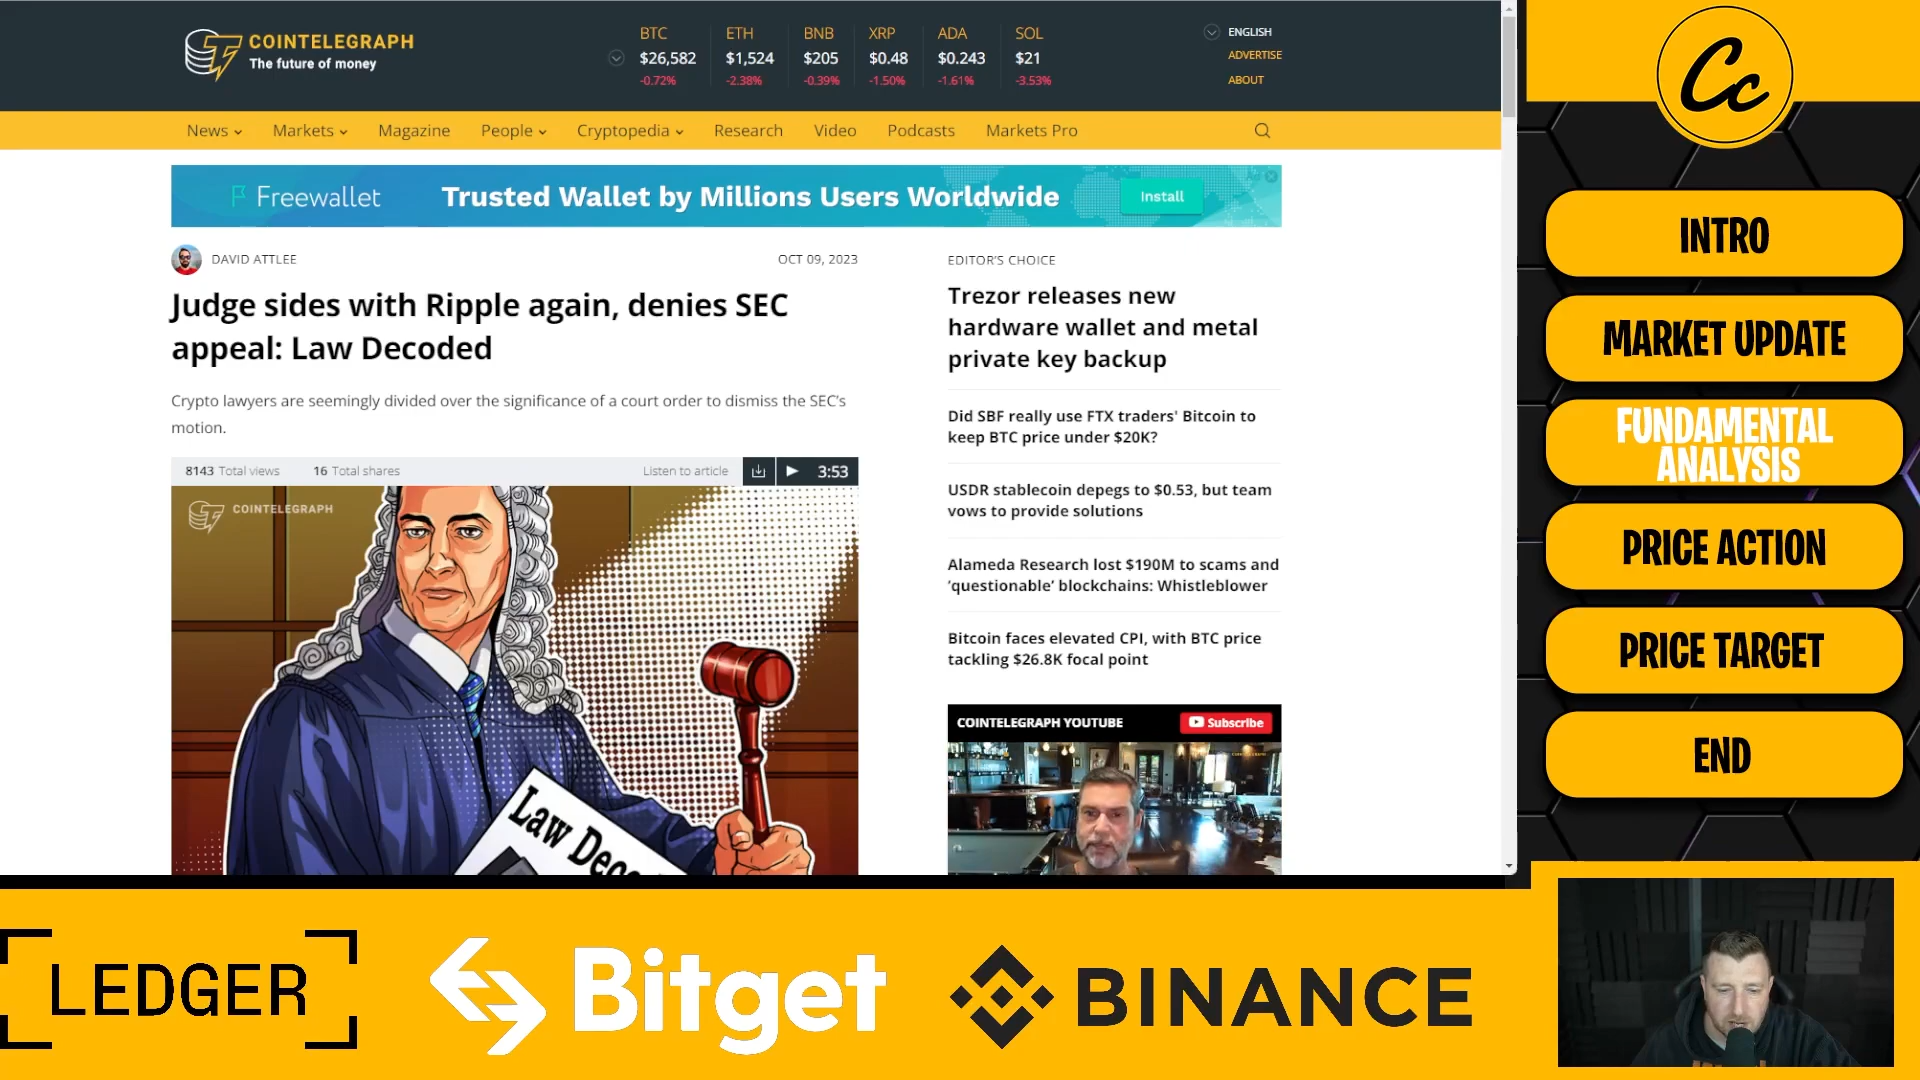 COINTELEGRAPH
The future of money
BTC
$26,582
-0.72%
ETH
$1,524
-2.38%
BNB
$205
-0.39%
XRP
$0.48
-1.50%
ADA
$0.243
-1.61%
SOL
$21
-3.53%
ENGLISH
ADVERTISE
ABOUT
News Markets Magazine People Cryptopedia Research Video Podcasts Markets Pro
Freewallet Trusted Wallet by Millions Users Worldwide Install
DAVID ATTLEE OCT 09, 2023
Judge sides with Ripple again, denies SEC
appeal: Law Decoded
Crypto lawyers are seemingly divided over the significance of a court order to dismiss the SEC's
motion.
8143 Total views 16 Total shares Listen to article 3:53
COINTELEGRAPH
Law Deco
EDITOR'S CHOICE
Trezor releases new
hardware wallet and metal
private key backup
Did SBF really use FTX traders' Bitcoin to
keep BTC price under $20K?
USDR stablecoin depegs to $0.53, but team
vows to provide solutions
Alameda Research lost $190M to scams and
'questionable' blockchains: Whistleblower
Bitcoin faces elevated CPI, with BTC price
tackling $26.8K focal point
COINTELEGRAPH YOUTUBE Subscribe
Cc
INTRO
MARKET UPDATE
FUNDAMENTAL
ANALYSIS
PRICE ACTION
PRICE TARGET
END
LEDGER
Bitget
BINANCE